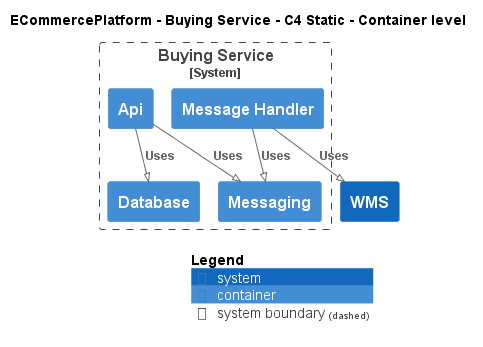 ECommercePlatform - Buying Service - C4 Static - Container level
Buying Service
[System]
Api
Message Handler
Uses
Uses
Uses
Uses
Database
Messaging
WMS
Legend
system
container
system boundary (dashed)